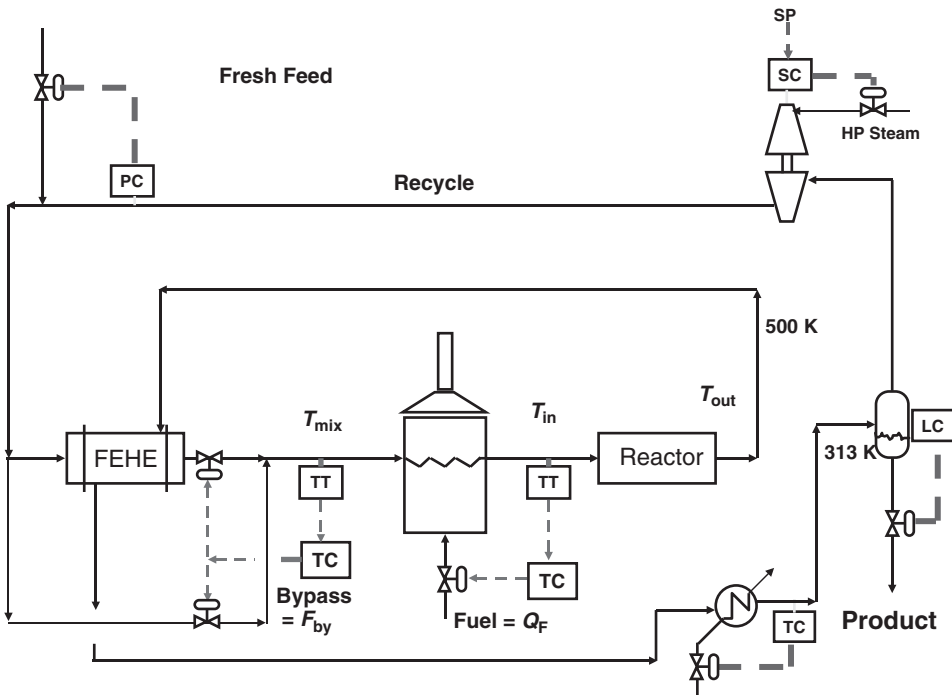 SP
SC
HP Steam
Fresh Feed
PC
Recycle
500 K
T_out
T_mix
T_in
FEHE
Reactor
LC
313 K
TT
TT
TC
TC
Bypass
= F_by
Fuel = Q_F
TC
Product